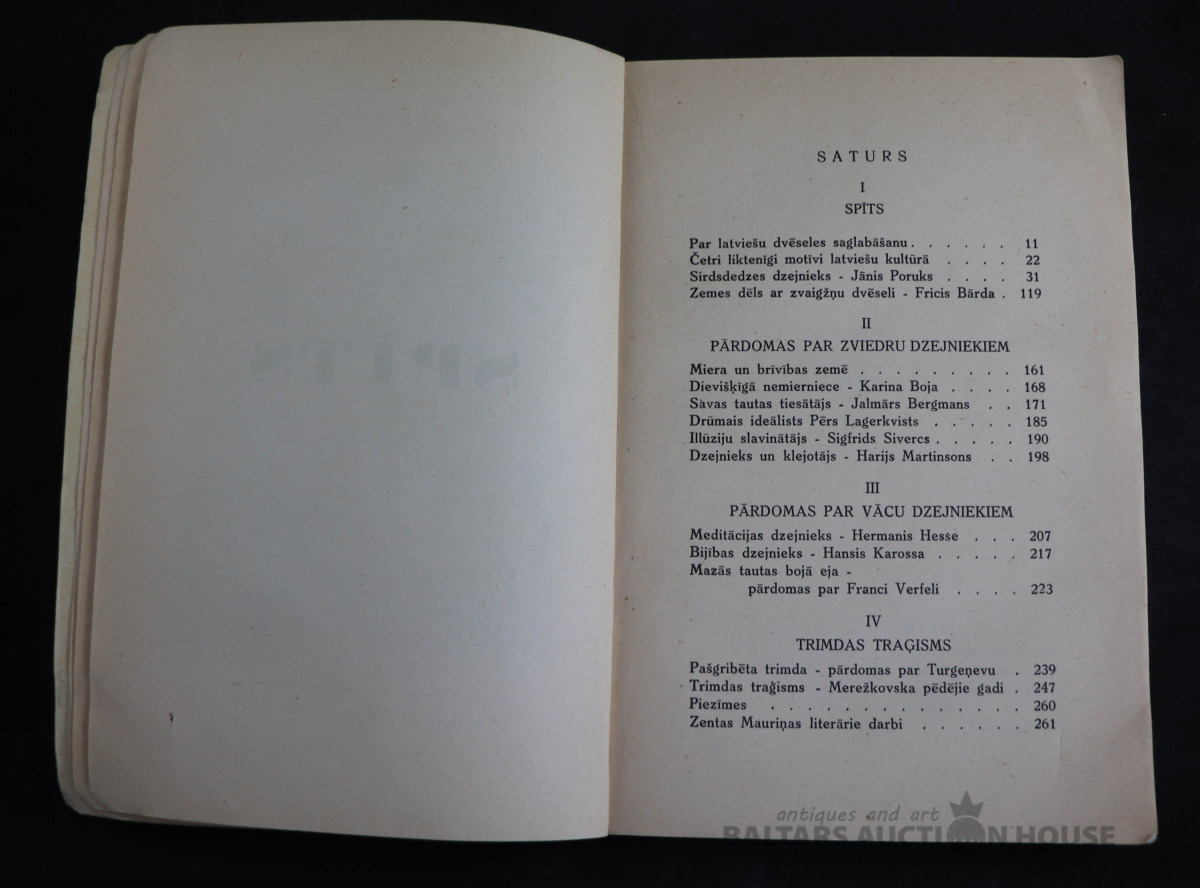 SATURS
I
SPĪTS
Par latviešu dvēseles saglabāšanu . . . . . . 11
Četri liktenīgi motīvi latviešu kultūrā . . . . 22
Sirdsdedzes dzejnieks - Jānis Poruks . . . . 31
Zemes dēls ar zvaigžņu dvēseli - Fricis Bārda . 119
II
PĀRDOMAS PAR ZVIEDRU DZEJNIEKIEM
Miera un brīvības zemē . . . . . . . . . 161
Dievišķīgā nemierniece - Karina Boja . . . . 168
Savas tautas tiesātājs - Jalmārs Bergmans . . 171
Drūmais ideālists Pērs Lagerkvists . . . . . 185
Illūziju slavinātājs - Sigfrids Sivercs . . . . . 190
Dzejnieks un klejotājs - Harijs Martinsons . . 198
III
PĀRDOMAS PAR VĀCU DZEJNIEKIEM
Meditācijas dzejnieks - Hermanis Hesse . . . 207
Bijības dzejnieks - Hansis Karossa . . . . . 217
Mazās tautas bojā eja -
pārdomas par Franci Verfeli . . . . 223
IV
TRIMDAS TRAĢISMS
Pašgribēta trimda - pārdomas par Turgeņevu . 239
Trimdas traģisms - Merežkovska pēdējie gadi . 247
Piezīmes . . . . . . . . . . . . . . 260
Zentas Mauriņas literārie darbi . . . . . . 261
antiques and art
BALTARS AUCTION HOUSE